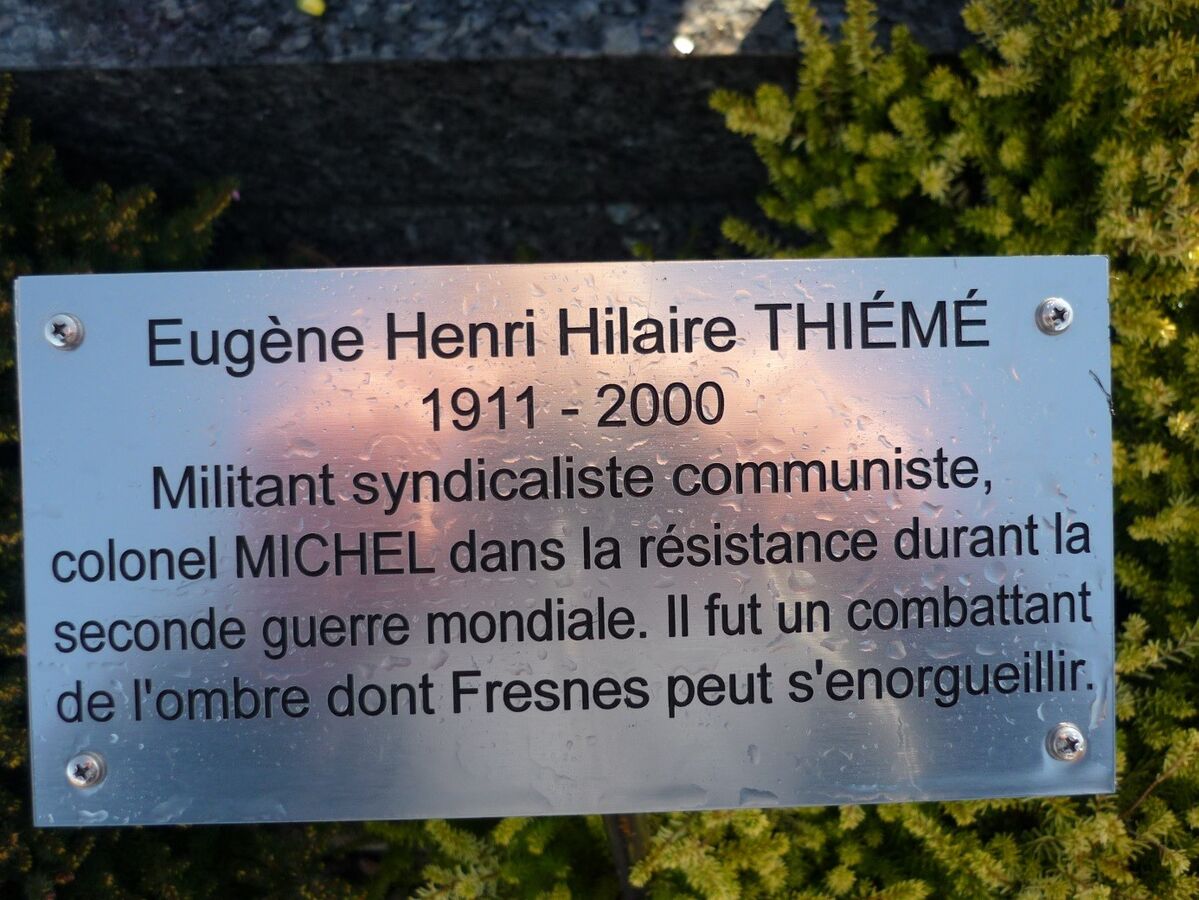 Eugène Henri Hilaire THIÉMÉ
1911 - 2000
Militant syndicaliste communiste,
colonel MICHEL dans la résistance durant la
seconde guerre mondiale. Il fut un combattant
de l'ombre dont Fresnes peut s'enorgueillir.